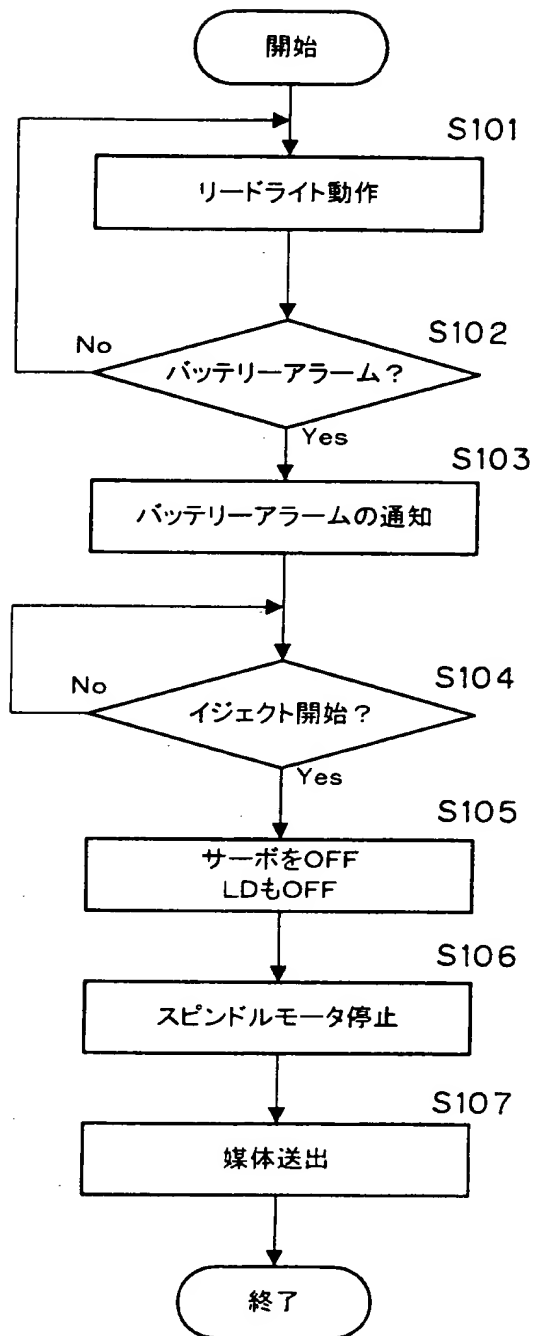 開始
S101
リードライト動作
S102
No
バッテリーアラーム?
Yes
S103
バッテリーアラームの通知
S104
No
イジェクト開始?
Yes
S105
サーボをOFF
LDもOFF
S106
スピンドルモータ停止
S107
媒体送出
終了